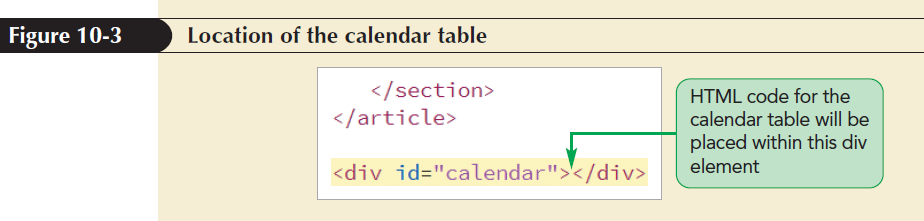 Figure 10-3
Location of the calendar table
</section>
</article>
<div id="calendar"></div>
HTML code for the
calendar table will be
placed within this div
element